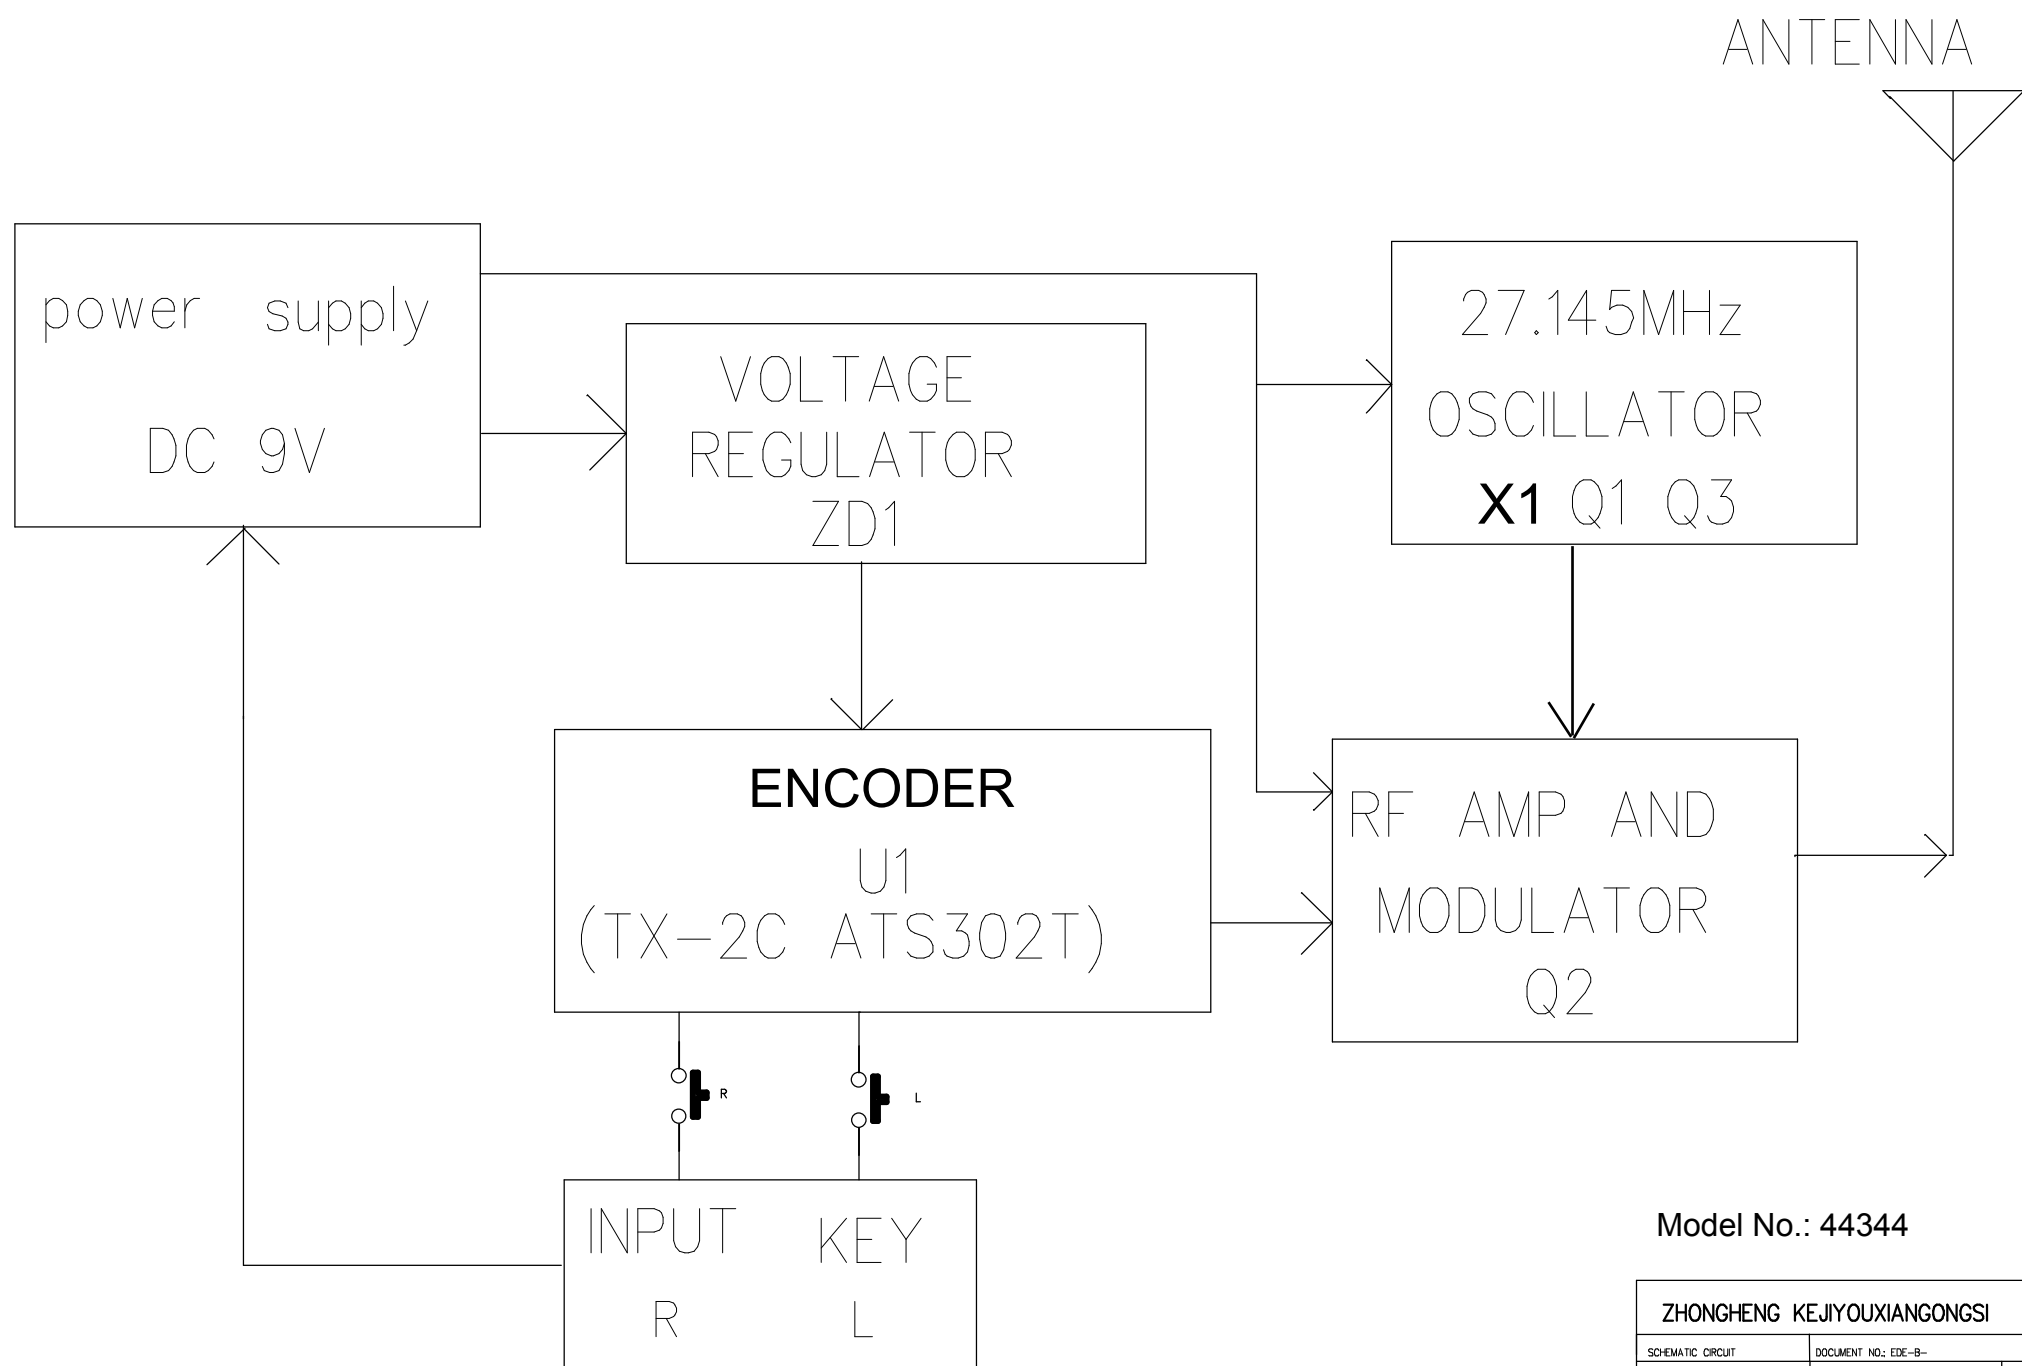 ANTENNA
power supply
DC 9V
VOLTAGE
REGULATOR
ZD1
27.145MHz
OSCILLATOR
X1 Q1 Q3
ENCODER
U1
(TX-2C ATS302T)
RF AMP AND
MODULATOR
Q2
R
L
INPUT KEY
R L
Model No.: 44344
ZHONGHENG KEJIYOUXIANGONGSI
SCHEMATIC CIRCUIT
DOCUMENT NO.: EDE-B-